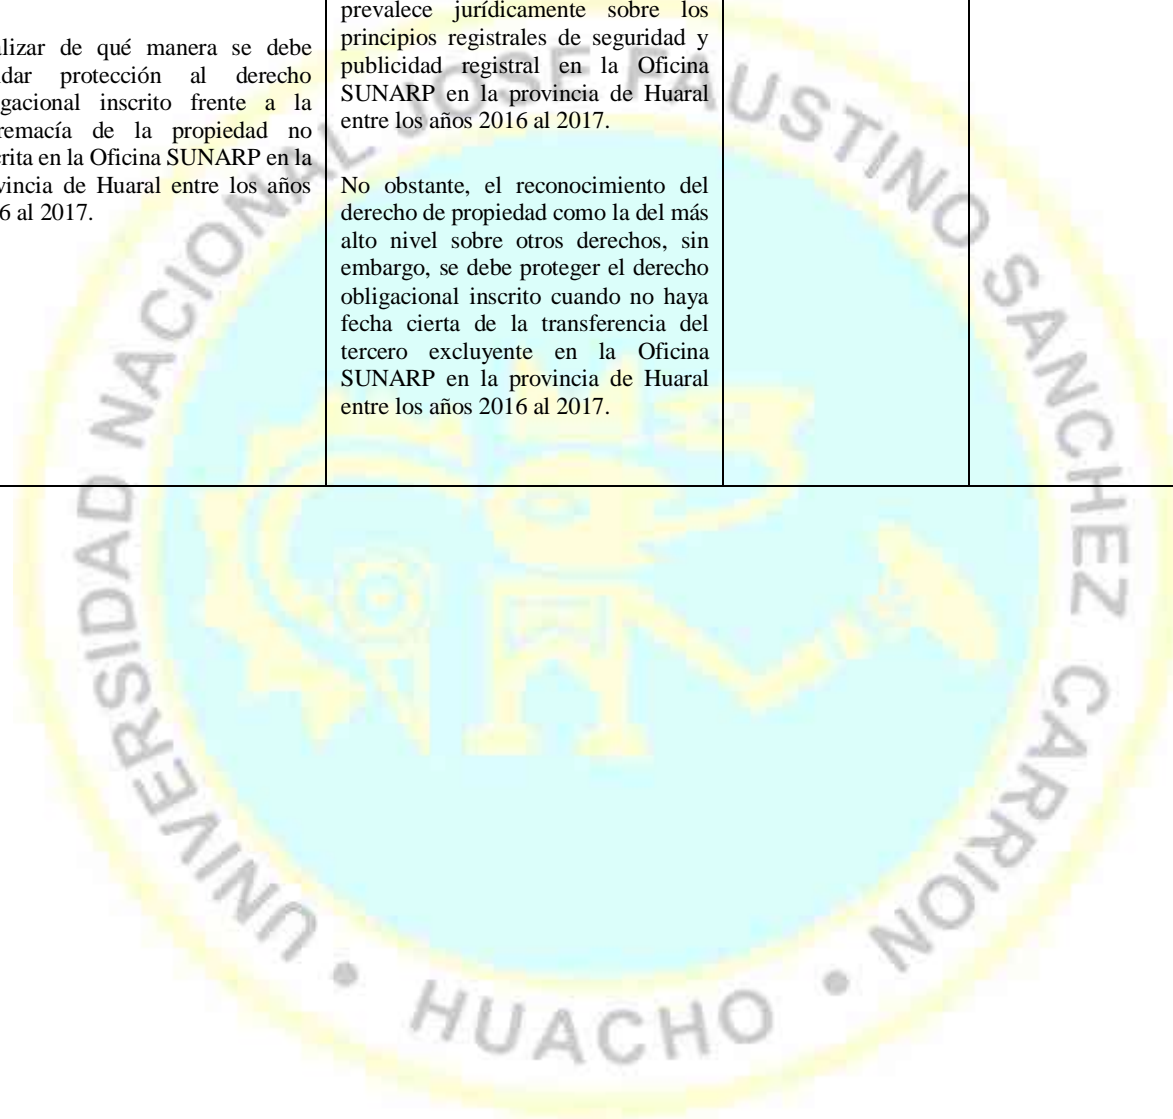 alizar de qué manera se debe
dar protección al derecho
gacional inscrito frente a la
remacía de la propiedad no
crita en la Oficina SUNARP en la
vincia de Huaral entre los años
6 al 2017.
prevalece jurídicamente sobre los
principios registrales de seguridad y
publicidad registral en la Oficina
SUNARP en la provincia de Huaral
entre los años 2016 al 2017.
No obstante, el reconocimiento del
derecho de propiedad como la del más
alto nivel sobre otros derechos, sin
embargo, se debe proteger el derecho
obligacional inscrito cuando no haya
fecha cierta de la transferencia del
tercero excluyente en la Oficina
SUNARP en la provincia de Huaral
entre los años 2016 al 2017.
UNIVERSIDAD NACIONAL JOSE FAUSTINO SANCHEZ CARRION
• HUACHO •